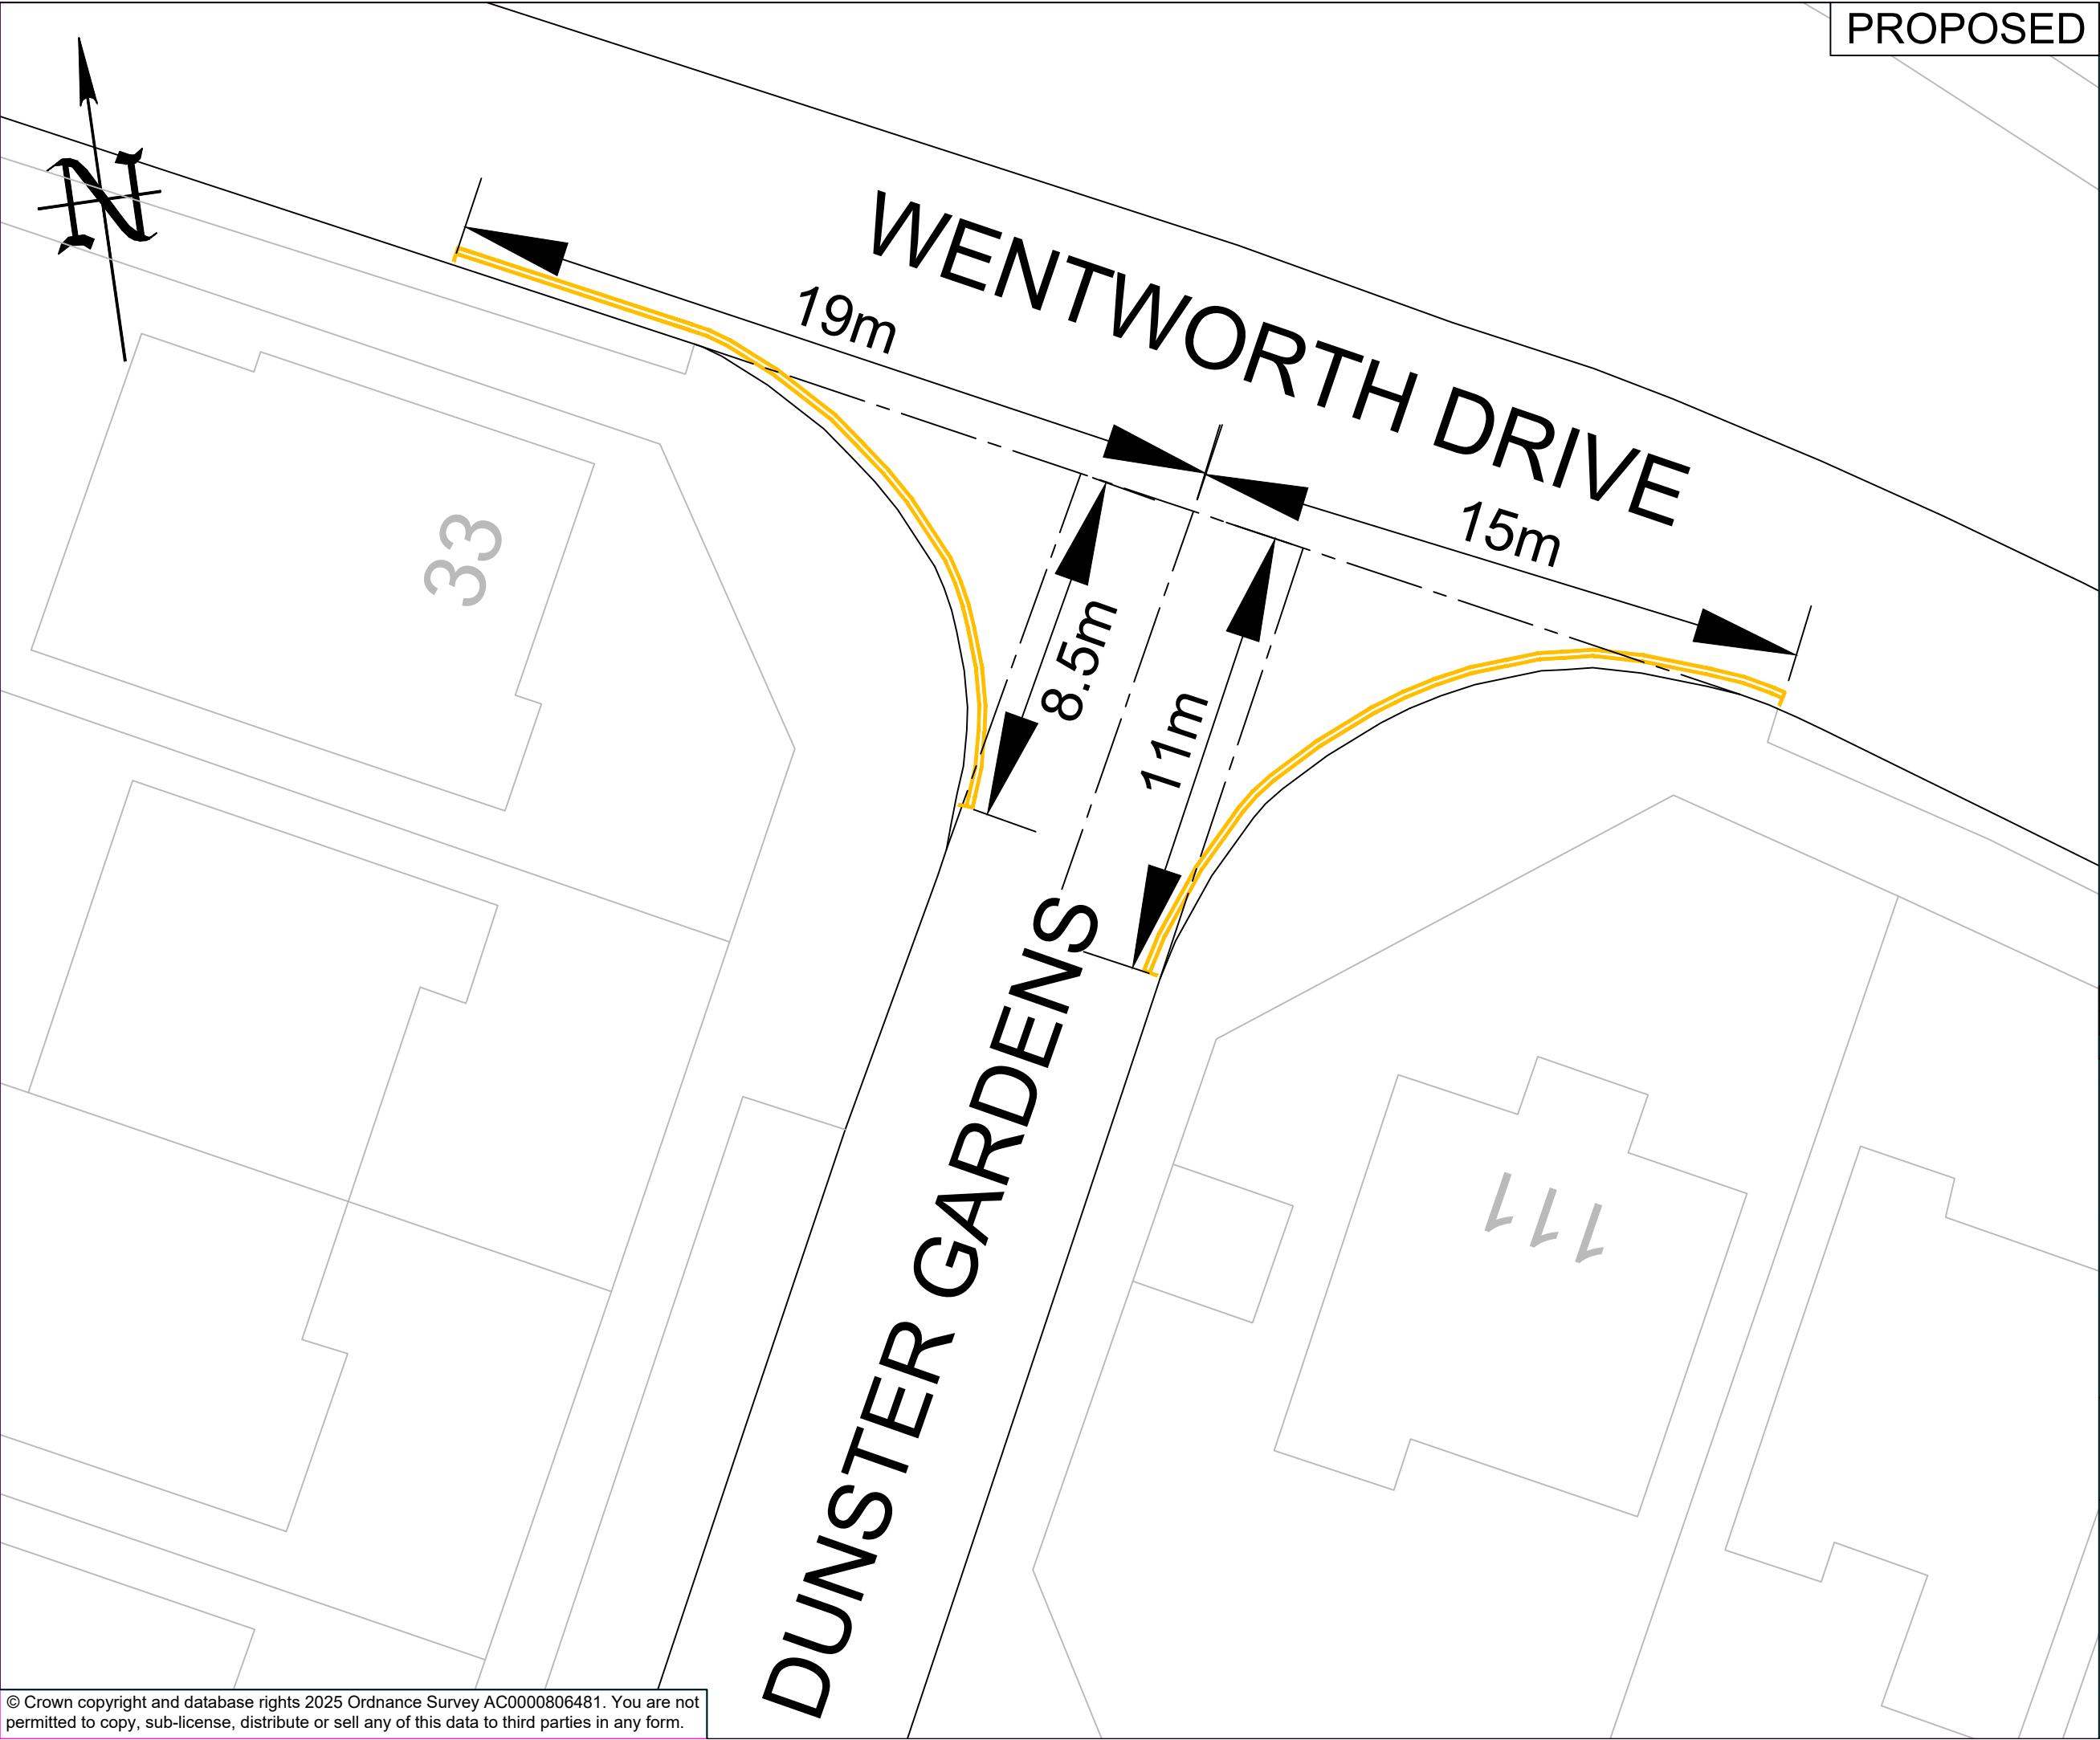 PROPOSED
N
WENTWORTH DRIVE
19m
15m
8.5m
11m
33
DUNSTER GARDENS
111
© Crown copyright and database rights 2025 Ordnance Survey AC0000806481. You are not
permitted to copy, sub-license, distribute or sell any of this data to third parties in any form.